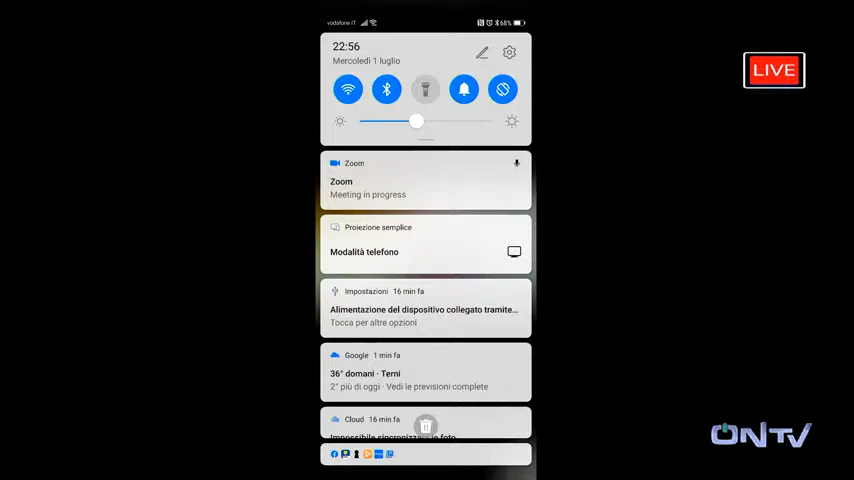 vodafone IT
68%
22:56
Mercoledì 1 luglio
LIVE
Zoom
Zoom
Meeting in progress
Proiezione semplice
Modalità telefono
Impostazioni 16 min fa
Alimentazione del dispositivo collegato tramite...
Tocca per altre opzioni
Google 1 min fa
36° domani · Terni
2° più di oggi · Vedi le previsioni complete
Cloud 16 min fa
ONTV